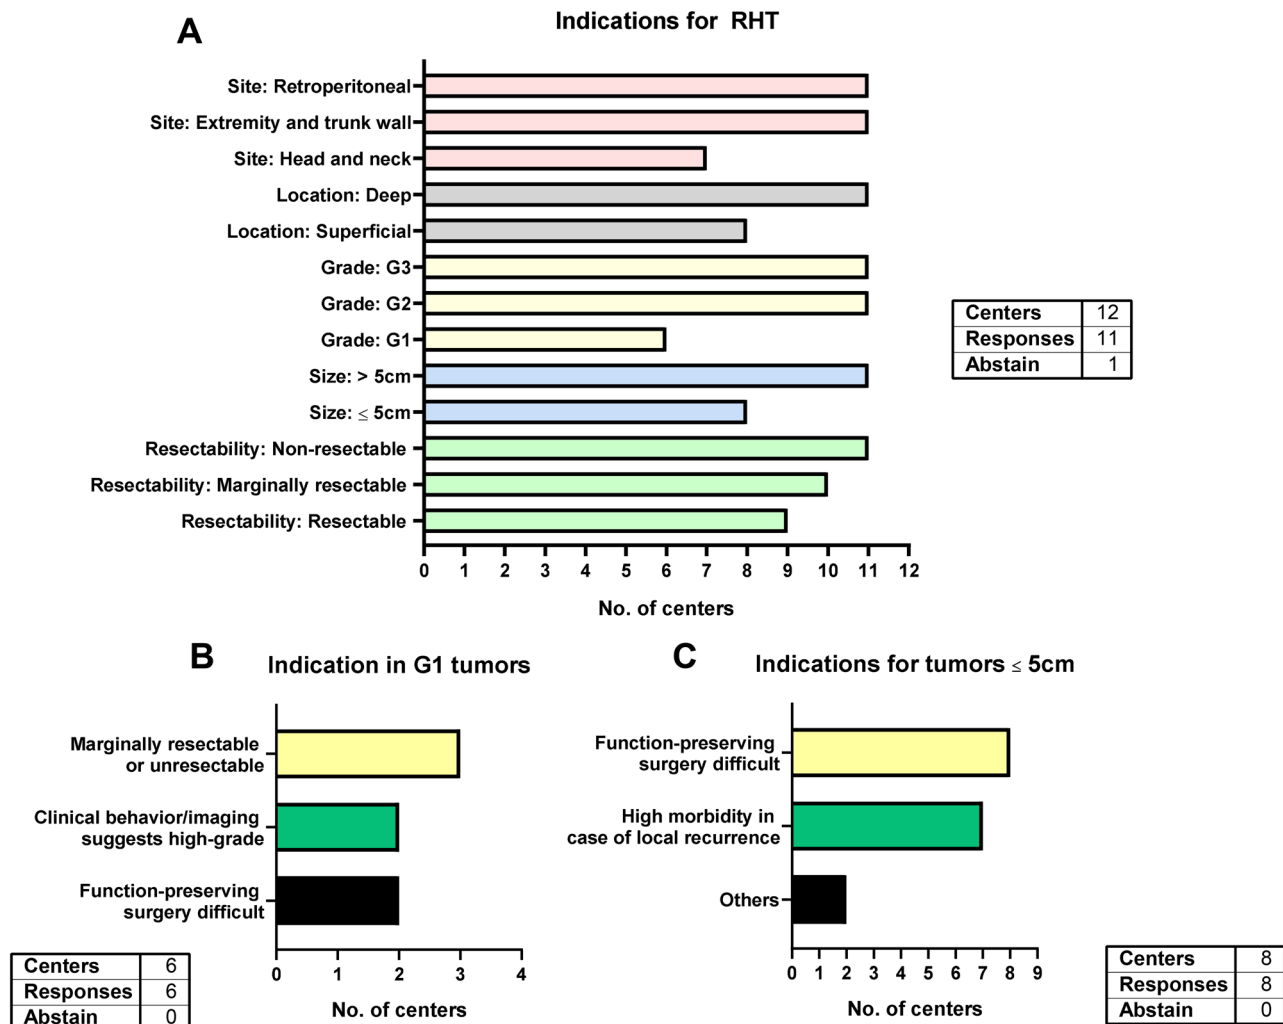 A
Indications for RHT
Site: Retroperitoneal
Site: Extremity and trunk wall
Site: Head and neck
Location: Deep
Location: Superficial
Grade: G3
Grade: G2
Grade: G1
Size: > 5cm
Size: ≤ 5cm
Resectability: Non-resectable
Resectability: Marginally resectable
Resectability: Resectable
0 1 2 3 4 5 6 7 8 9 10 11 12
No. of centers
Centers 12
Responses 11
Abstain 1
B
Indication in G1 tumors
Marginally resectable
or unresectable
Clinical behavior/imaging
suggests high-grade
Function-preserving
surgery difficult
0 1 2 3 4
No. of centers
Centers 6
Responses 6
Abstain 0
C
Indications for tumors ≤ 5cm
Function-preserving
surgery difficult
High morbidity in
case of local recurrence
Others
0 1 2 3 4 5 6 7 8 9
No. of centers
Centers 8
Responses 8
Abstain 0